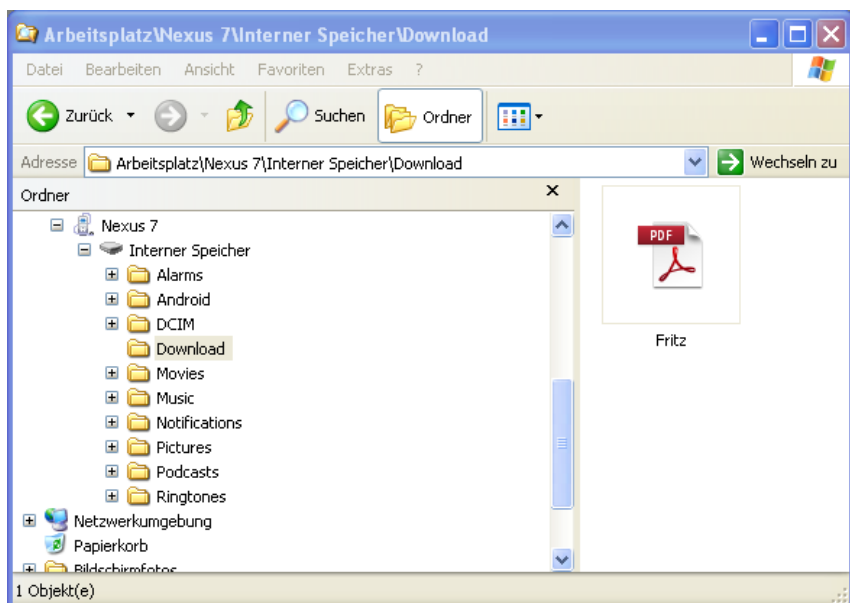 Arbeitsplatz\Nexus 7\Interner Speicher\Download
Datei Bearbeiten Ansicht Favoriten Extras ?
Zurück Suchen Ordner
Adresse Arbeitsplatz\Nexus 7\Interner Speicher\Download Wechseln zu
Ordner x
Nexus 7
Interner Speicher
Alarms
Android
DCIM
Download
Movies
Music
Notifications
Pictures
Podcasts
Ringtones
Netzwerkumgebung
Papierkorb
Bildschirmfotos
PDF
Fritz
1 Objekt(e)